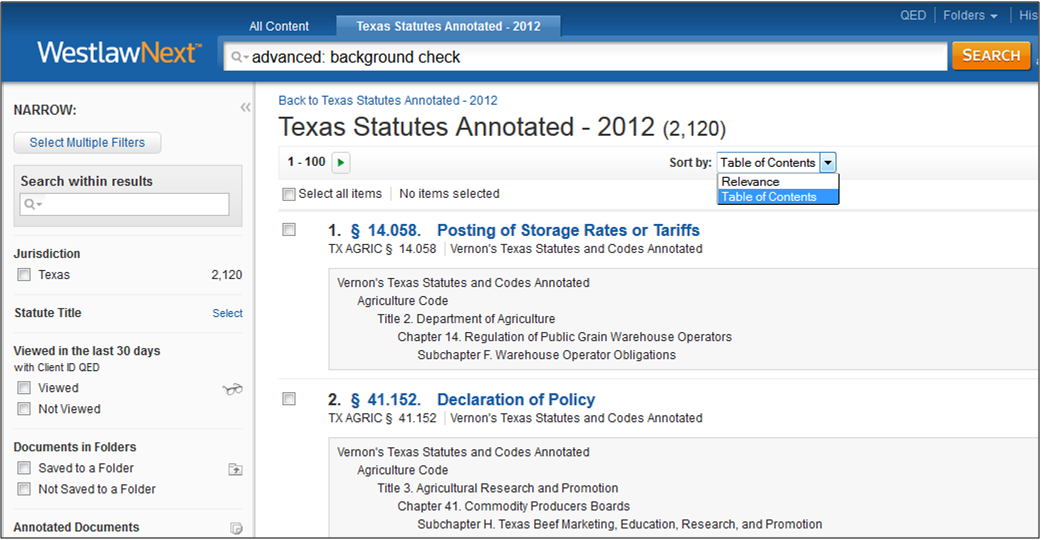 All Content
Texas Statutes Annotated - 2012
QED
Folders
His
WestlawNext™
advanced: background check
SEARCH
NARROW:
Select Multiple Filters
Search within results
Jurisdiction
Texas 2,120
Statute Title Select
Viewed in the last 30 days
with Client ID QED
Viewed
Not Viewed
Documents in Folders
Saved to a Folder
Not Saved to a Folder
Annotated Documents
Back to Texas Statutes Annotated - 2012
Texas Statutes Annotated - 2012 (2,120)
1 - 100
Sort by: Table of Contents
Relevance
Table of Contents
Select all items No items selected
1. § 14.058. Posting of Storage Rates or Tariffs
TX AGRIC § 14.058 Vernon's Texas Statutes and Codes Annotated
Vernon's Texas Statutes and Codes Annotated
Agriculture Code
Title 2. Department of Agriculture
Chapter 14. Regulation of Public Grain Warehouse Operators
Subchapter F. Warehouse Operator Obligations
2. § 41.152. Declaration of Policy
TX AGRIC § 41.152 Vernon's Texas Statutes and Codes Annotated
Vernon's Texas Statutes and Codes Annotated
Agriculture Code
Title 3. Agricultural Research and Promotion
Chapter 41. Commodity Producers Boards
Subchapter H. Texas Beef Marketing, Education, Research, and Promotion